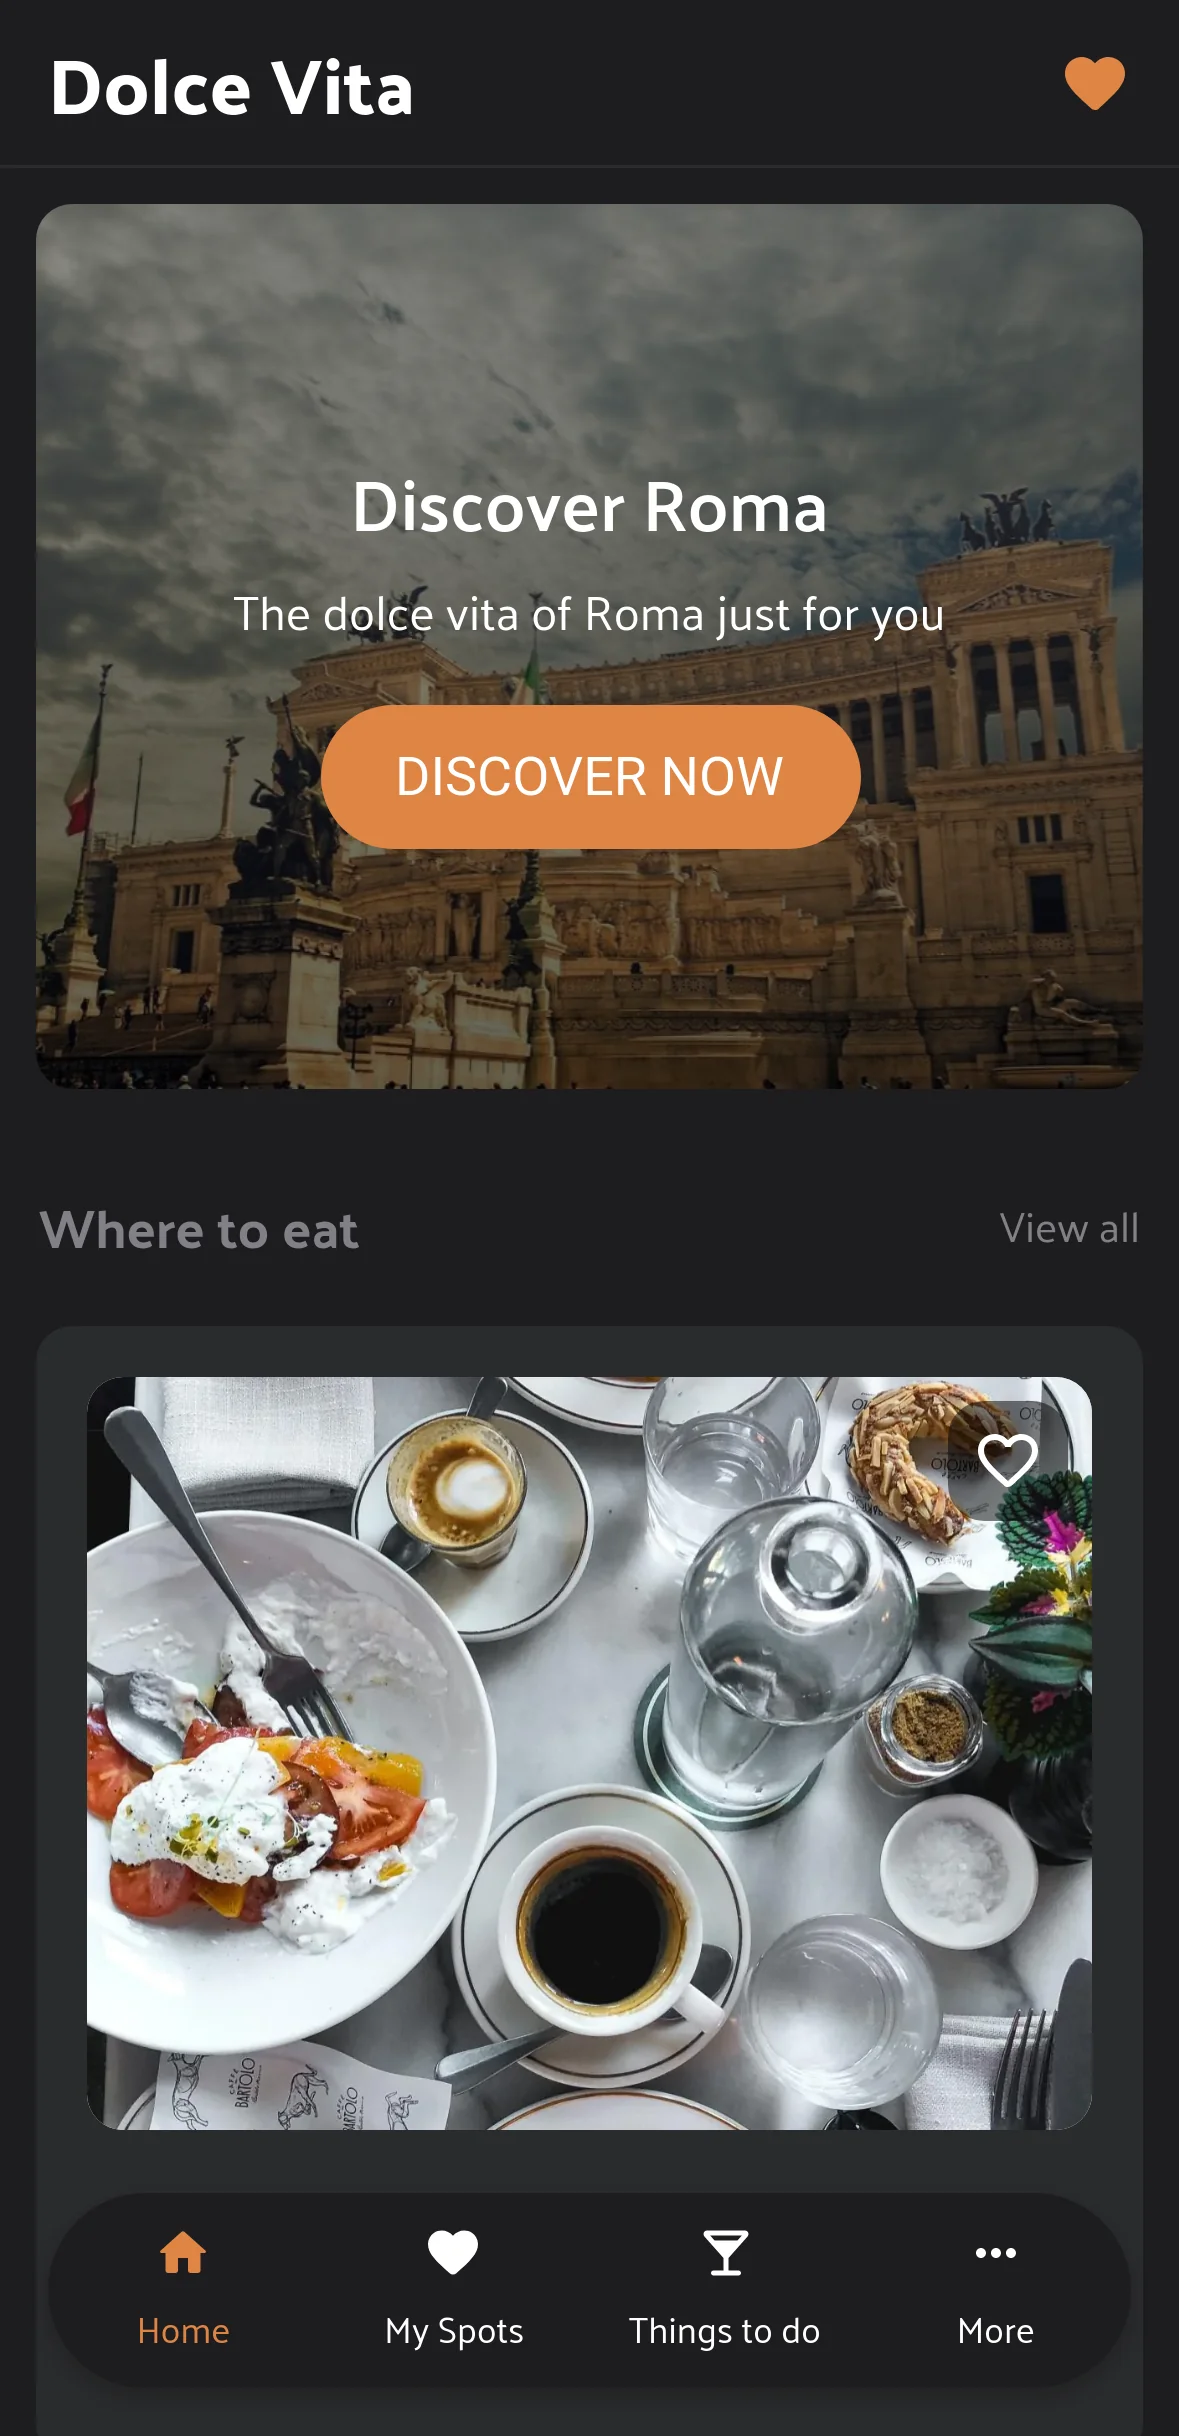 Dolce Vita
Discover Roma
The dolce vita of Roma just for you
DISCOVER NOW
Where to eat
View all
BARTOLO
BARTOLO
Home
My Spots
Things to do
More